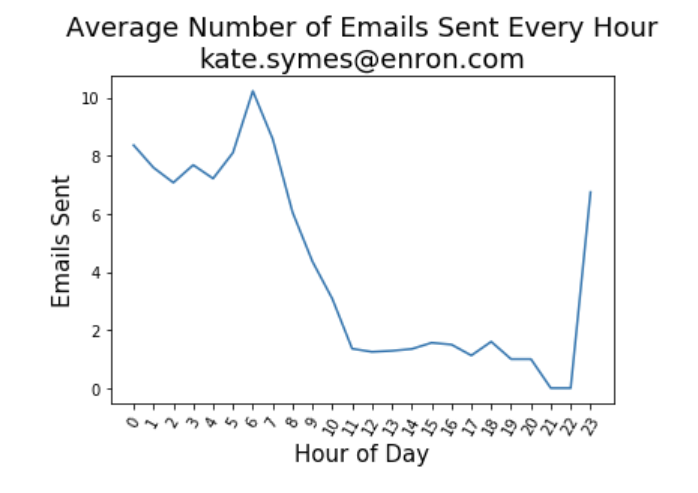 Average Number of Emails Sent Every Hour
kate.symes@enron.com
10
8
6
4
2
0
Emails Sent
0 1 2 3 4 5 6 7 8 9 10 11 12 13 14 15 16 17 18 19 20 21 22 23
Hour of Day